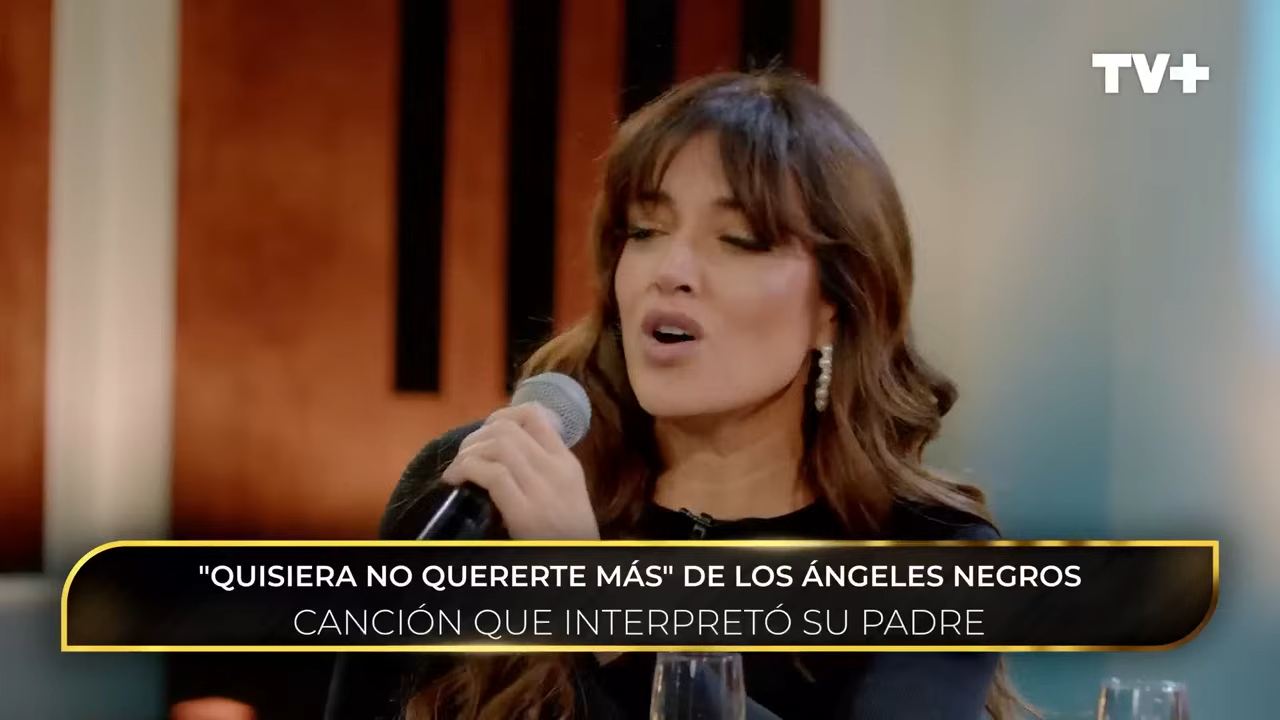 TV+
"QUISIERA NO QUERERTE MÁS" DE LOS ÁNGELES NEGROS
CANCIÓN QUE INTERPRETÓ SU PADRE